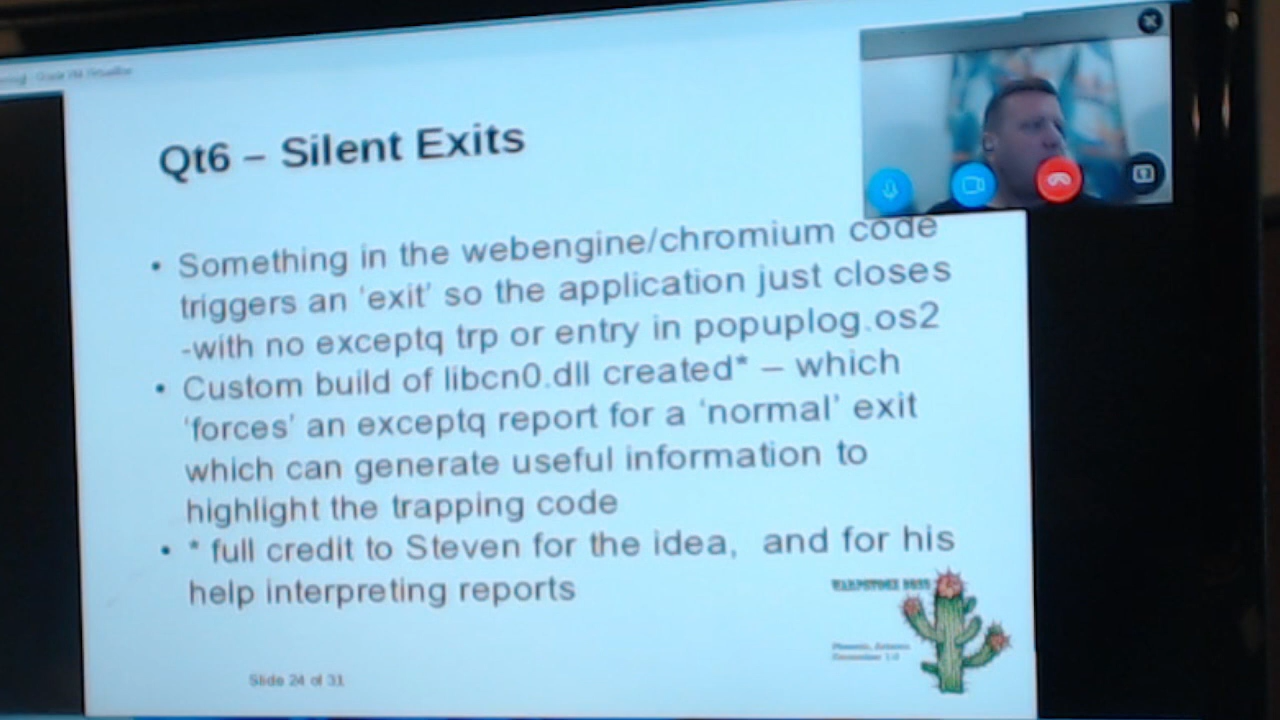 Qt6 – Silent Exits
• Something in the webengine/chromium code
triggers an ‘exit’ so the application just closes
-with no exceptq trp or entry in popuplog.os2
• Custom build of libcn0.dll created* – which
‘forces’ an exceptq report for a ‘normal’ exit
which can generate useful information to
highlight the trapping code
• * full credit to Steven for the idea,  and for his
help interpreting reports
WARPSTOCK
Phoenix, Arizona
Slide 24 of 31